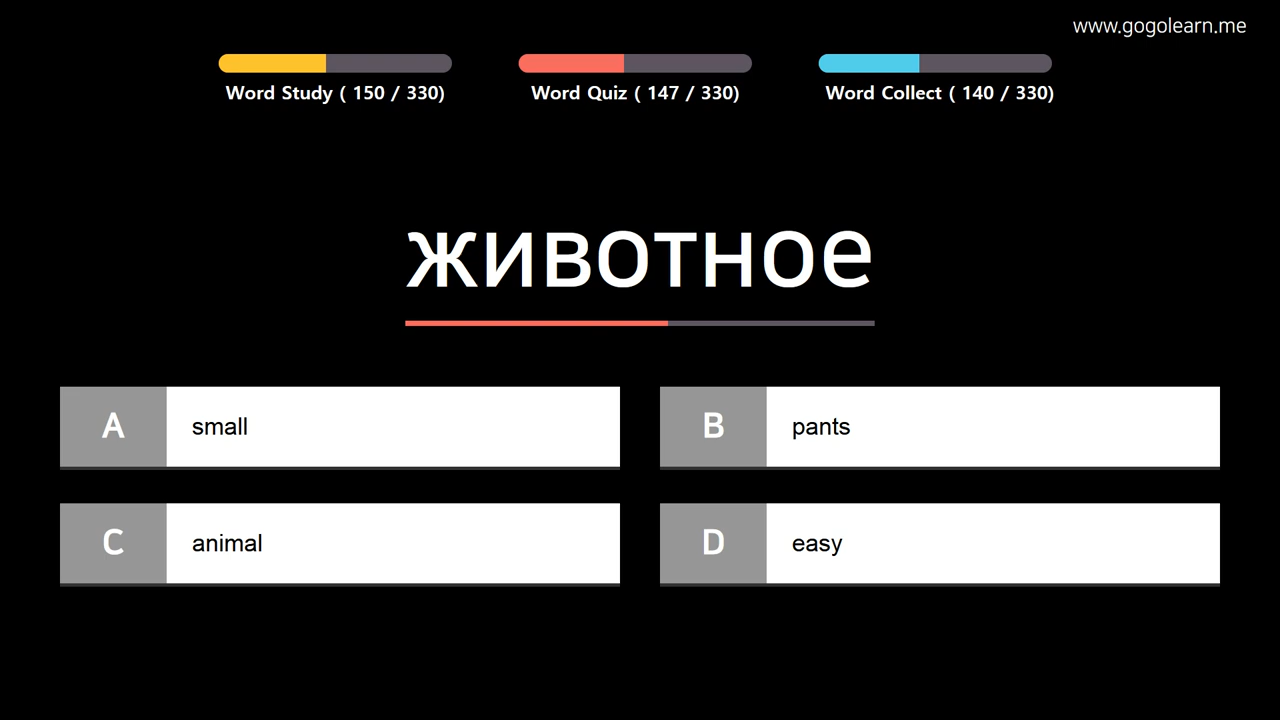 www.gogolearn.me
Word Study ( 150 / 330)
Word Quiz ( 147 / 330)
Word Collect ( 140 / 330)
животное
A small
B pants
C animal
D easy